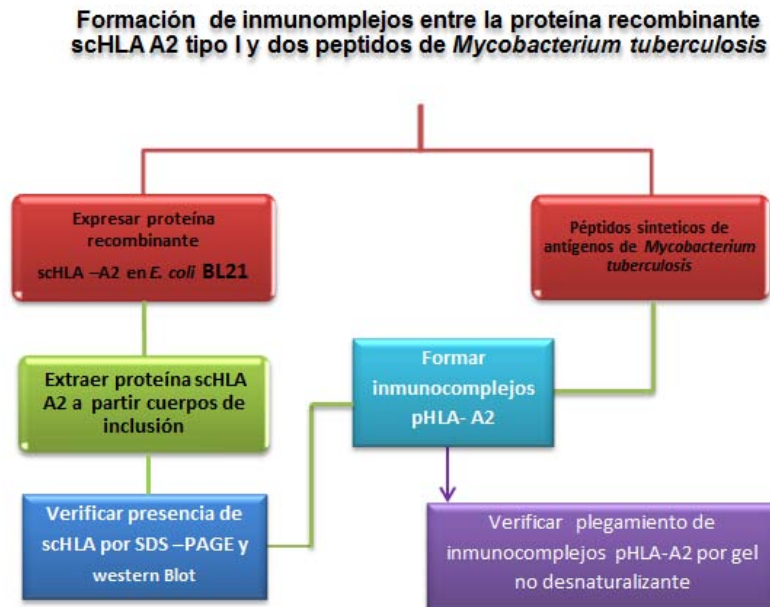 Formación de inmunomplejos entre la proteína recombinante
scHLA A2 tipo I y dos peptidos de Mycobacterium tuberculosis
Expresar proteína
recombinante
scHLA –A2 en E. coli BL21
Péptidos sinteticos de
antígenos de Mycobacterium
tuberculosis
Extraer proteína scHLA
A2 a partir cuerpos de
inclusión
Formar
inmunocomplejos
pHLA- A2
Verificar presencia de
scHLA por SDS –PAGE y
western Blot
Verificar plegamiento de
inmunocomplejos pHLA-A2 por gel
no desnaturalizante